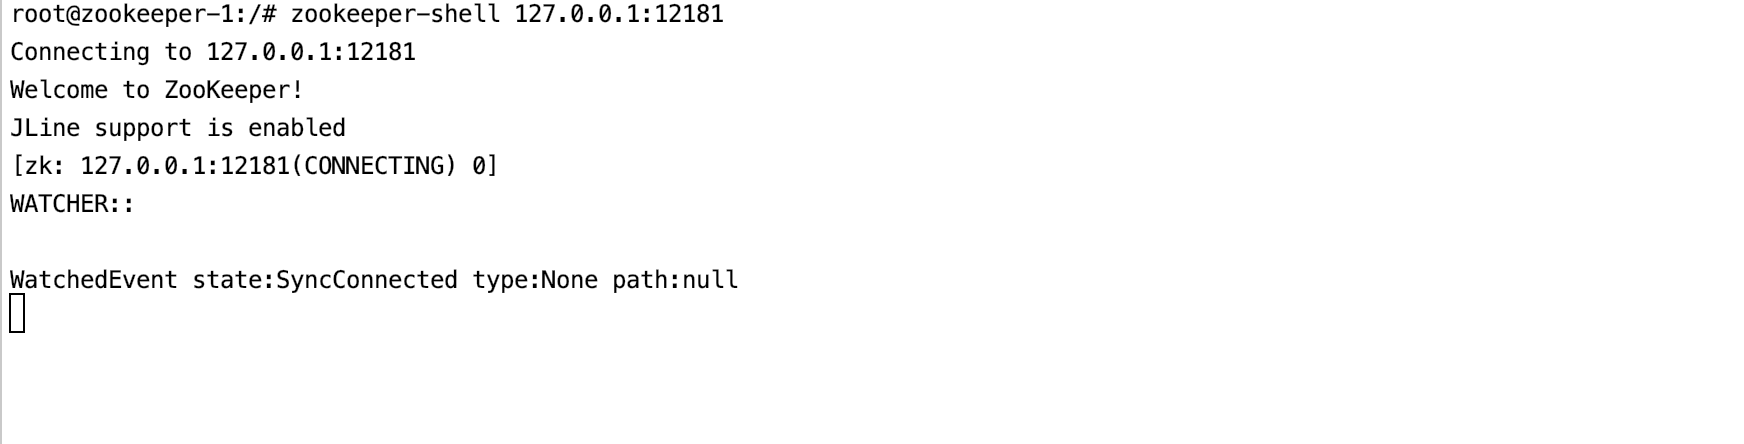 root@zookeeper-1:/# zookeeper-shell 127.0.0.1:12181
Connecting to 127.0.0.1:12181
Welcome to ZooKeeper!
JLine support is enabled
[zk: 127.0.0.1:12181(CONNECTING) 0]
WATCHER::
WatchedEvent state:SyncConnected type:None path:null